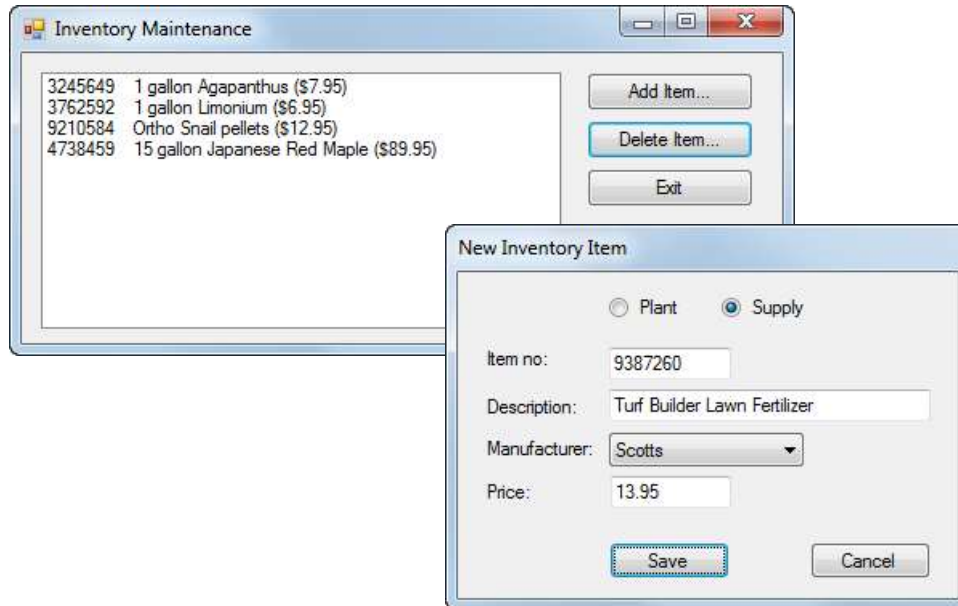 Inventory Maintenance
3245649 1 gallon Agapanthus ($7.95)
3762592 1 gallon Limonium ($6.95)
9210584 Ortho Snail pellets ($12.95)
4738459 15 gallon Japanese Red Maple ($89.95)
Add Item...
Delete Item...
Exit
New Inventory Item
Plant Supply
Item no: 9387260
Description: Turf Builder Lawn Fertilizer
Manufacturer: Scotts
Price: 13.95
Save Cancel